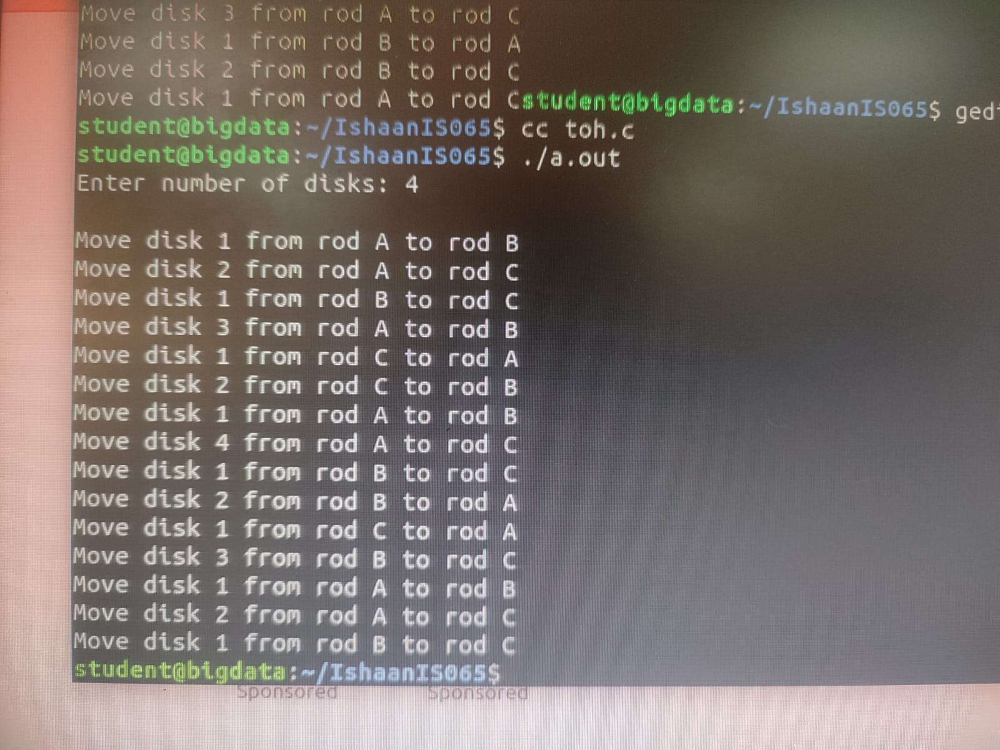 Move disk 3 from rod A to rod C
Move disk 1 from rod B to rod A
Move disk 2 from rod B to rod C
Move disk 1 from rod A to rod Cstudent@bigdata:~/IshaanIS065$ ged
student@bigdata:~/IshaanIS065$ cc toh.c
student@bigdata:~/IshaanIS065$ ./a.out
Enter number of disks: 4
Move disk 1 from rod A to rod B
Move disk 2 from rod A to rod C
Move disk 1 from rod B to rod C
Move disk 3 from rod A to rod B
Move disk 1 from rod C to rod A
Move disk 2 from rod C to rod B
Move disk 1 from rod A to rod B
Move disk 4 from rod A to rod C
Move disk 1 from rod B to rod C
Move disk 2 from rod B to rod A
Move disk 1 from rod C to rod A
Move disk 3 from rod B to rod C
Move disk 1 from rod A to rod B
Move disk 2 from rod A to rod C
Move disk 1 from rod B to rod C
student@bigdata:~/IshaanIS065$
Sponsored Sponsored